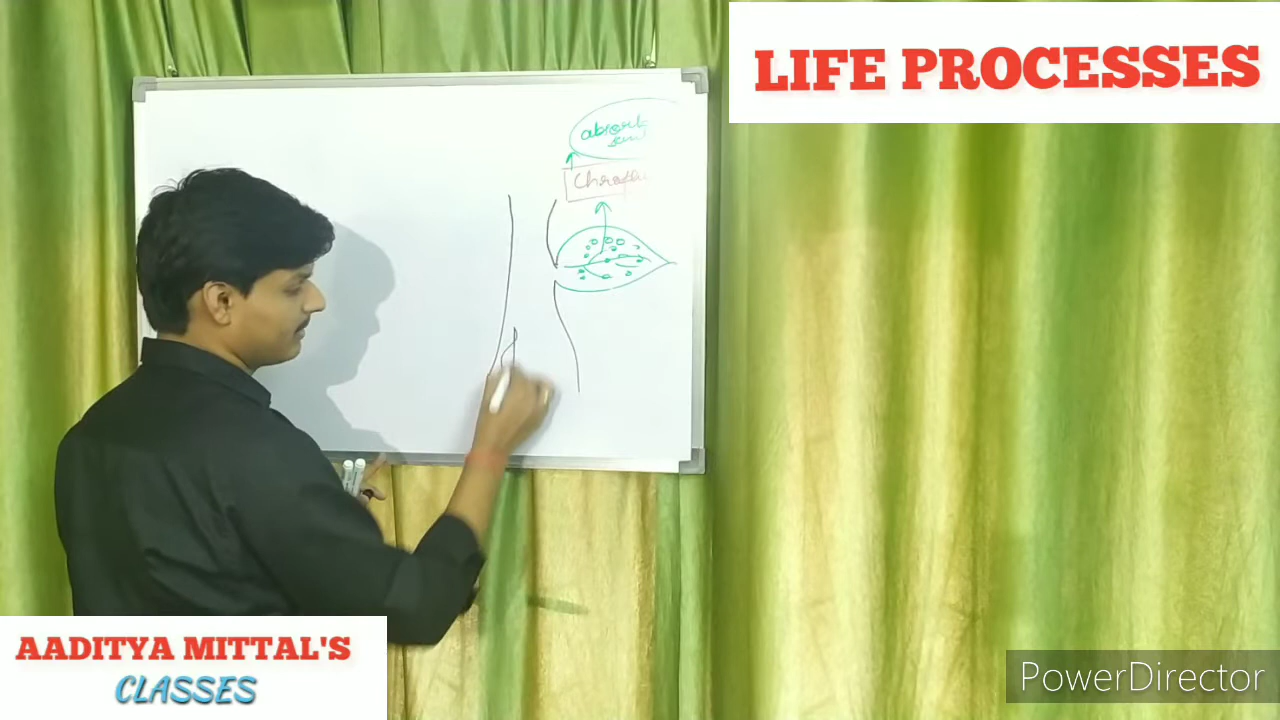 LIFE PROCESSES
AADITYA MITTAL'S
CLASSES
PowerDirector